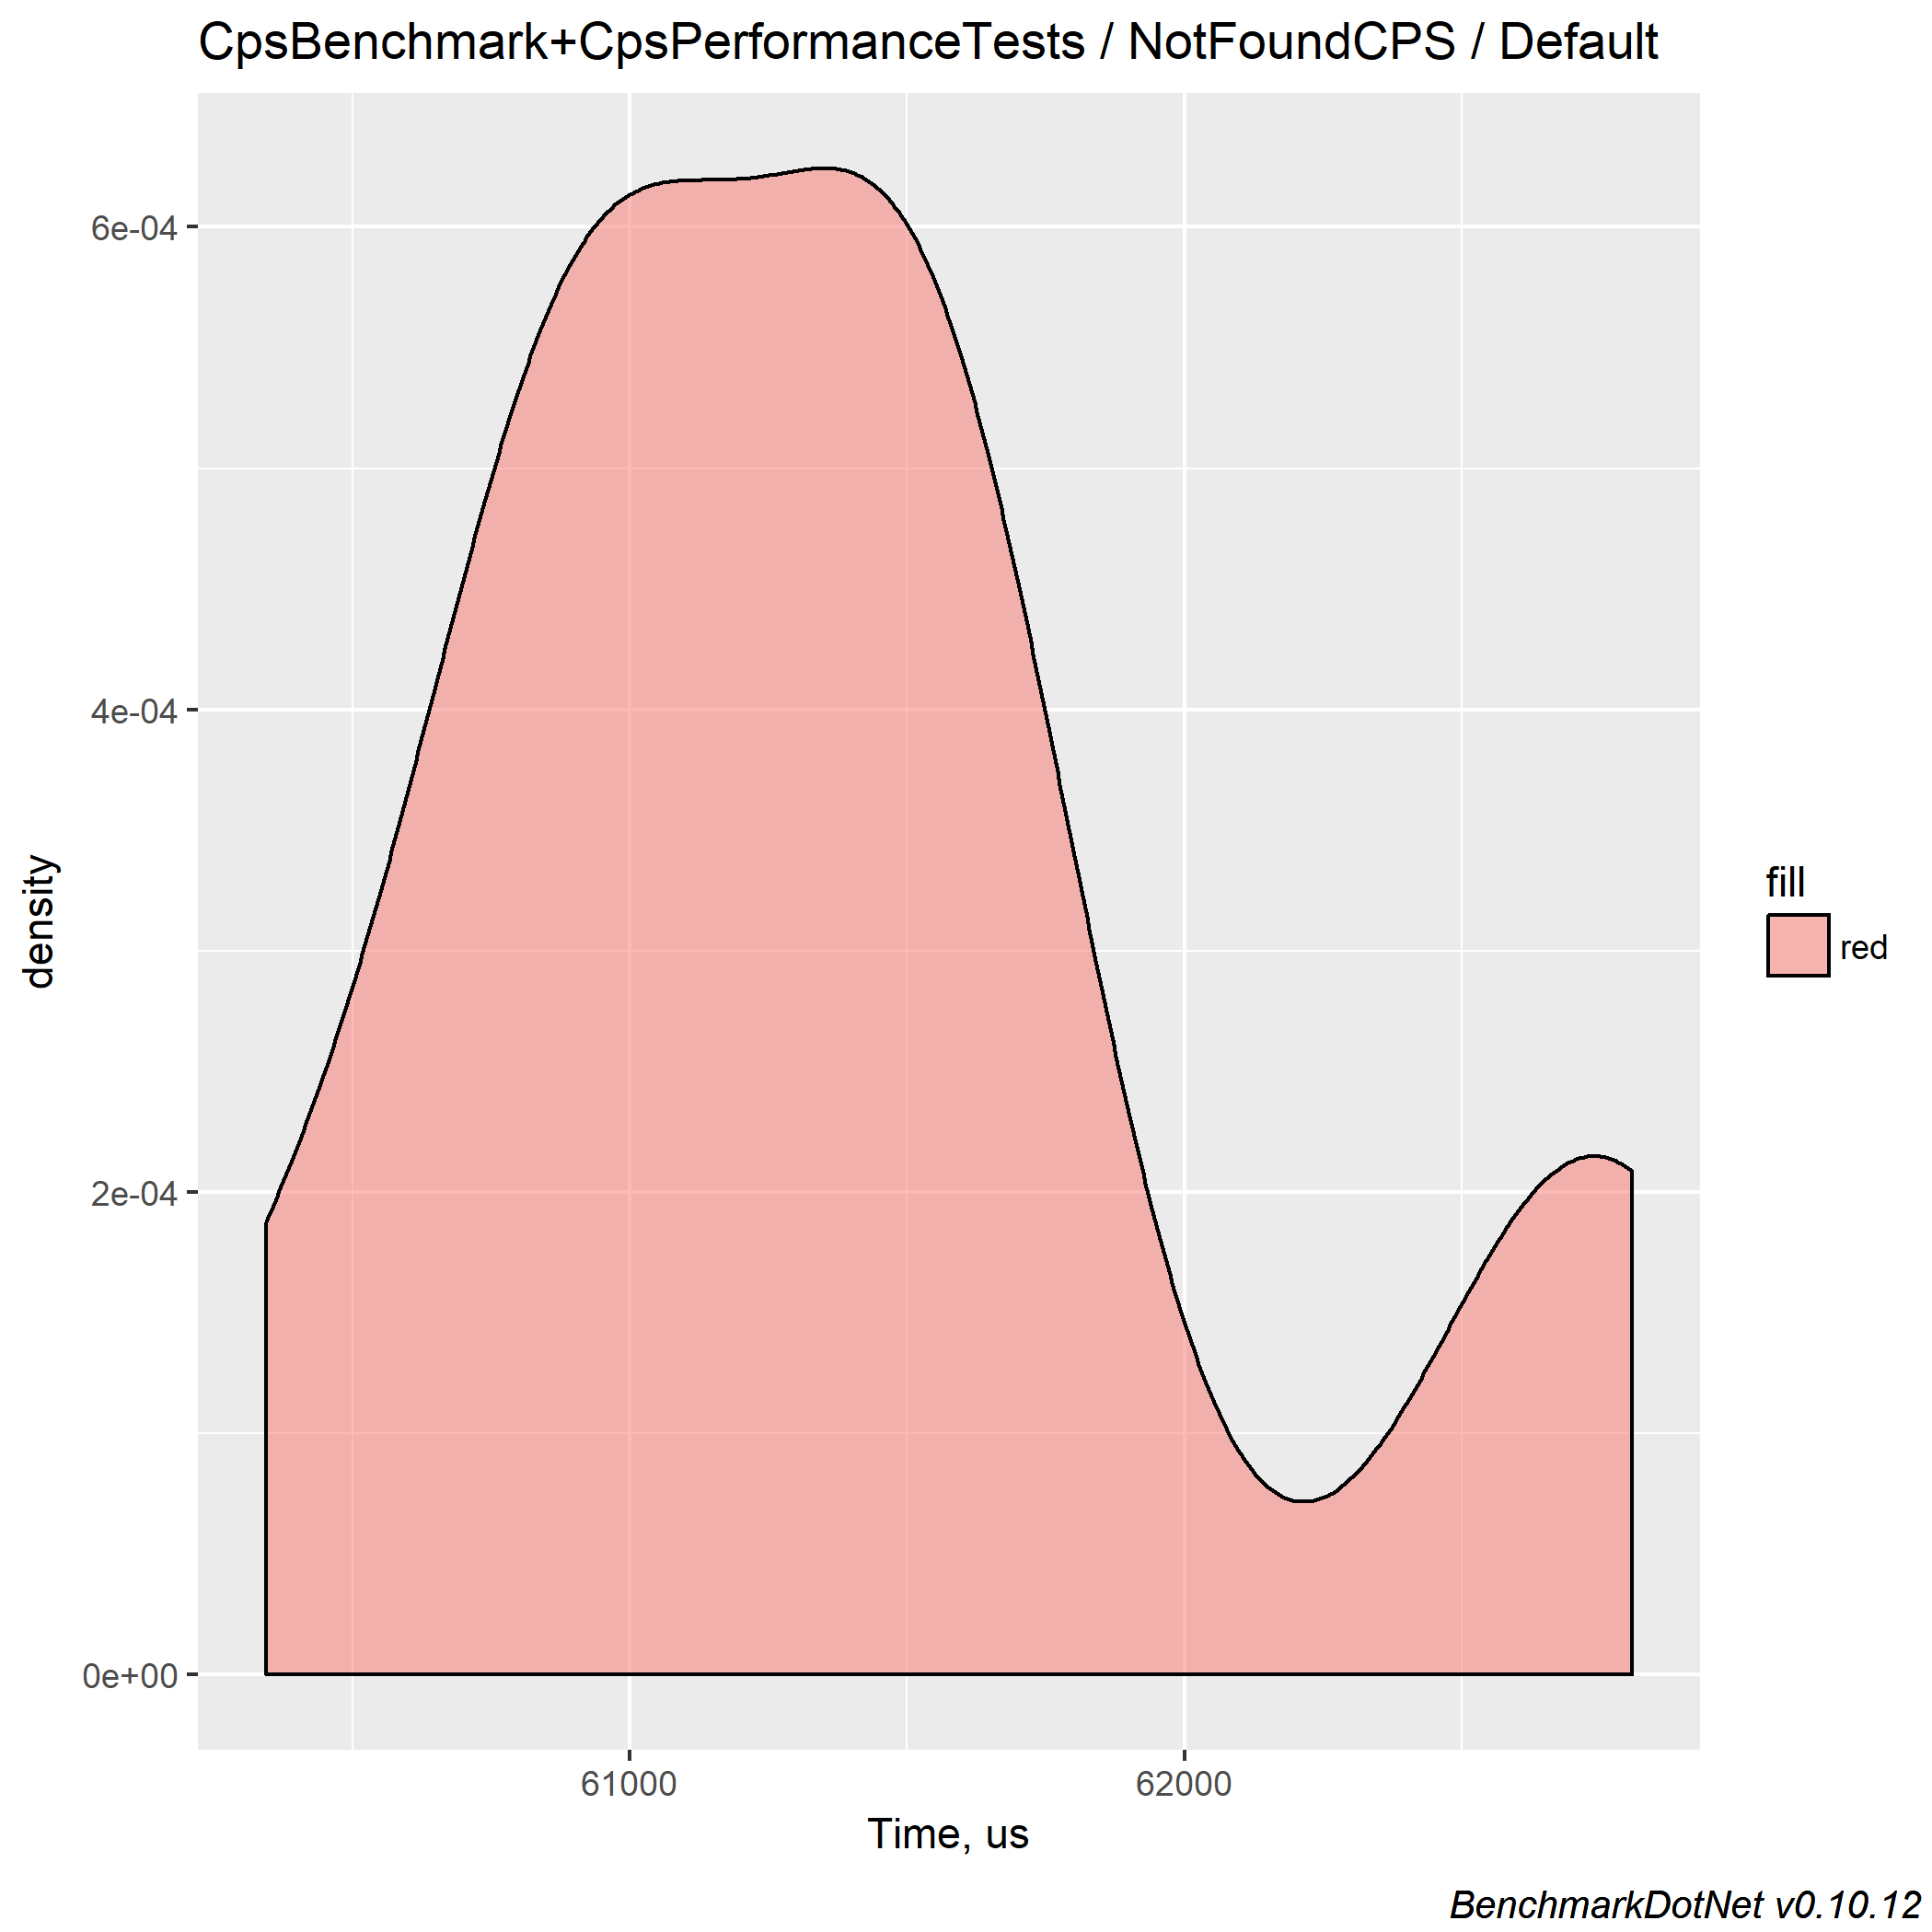 CpsBenchmark+CpsPerformanceTests / NotFoundCPS / Default
6e-04
4e-04
2e-04
0e+00
density
61000
62000
Time, us
fill
red
BenchmarkDotNet v0.10.12